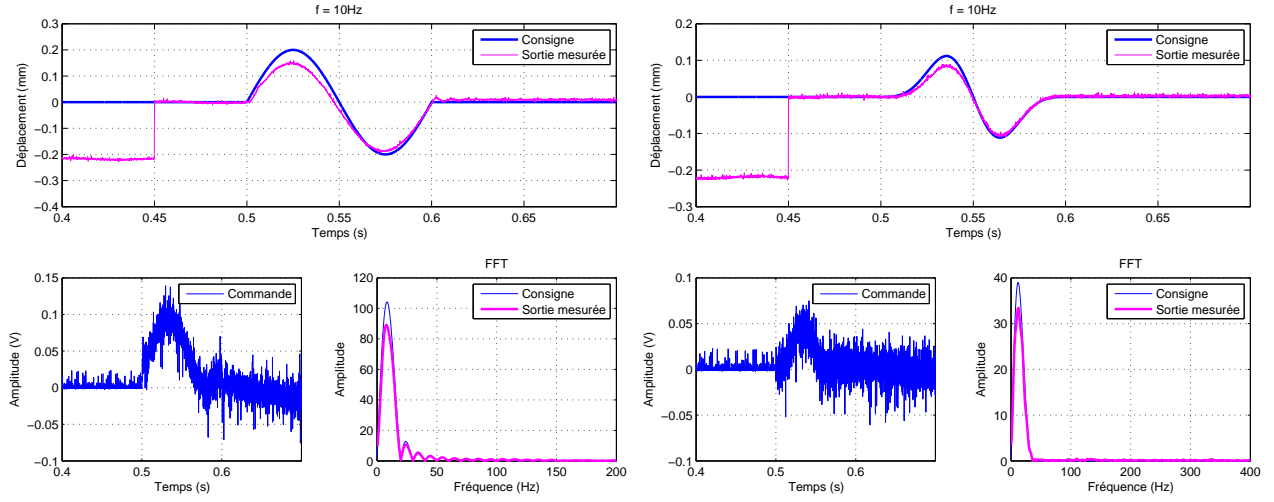 f = 10Hz
0.3
0.2
0.1
0
−0.1
−0.2
−0.3
−0.4
Déplacement (mm)
Consigne
Sortie mesurée
0.4
0.45
0.5
0.55
0.6
0.65
Temps (s)
f = 10Hz
0.2
0.1
0
−0.1
−0.2
−0.3
Déplacement (mm)
Consigne
Sortie mesurée
0.4
0.45
0.5
0.55
0.6
0.65
Temps (s)
0.15
0.1
0.05
0
−0.05
−0.1
Amplitude (V)
Commande
0.4
0.5
0.6
Temps (s)
FFT
120
100
80
60
40
20
0
Amplitude
Consigne
Sortie mesurée
0
50
100
150
200
Fréquence (Hz)
0.1
0.05
0
−0.05
−0.1
Amplitude (V)
Commande
0.4
0.5
0.6
Temps (s)
FFT
40
30
20
10
0
Amplitude
Consigne
Sortie mesurée
0
100
200
300
400
Fréquence (Hz)